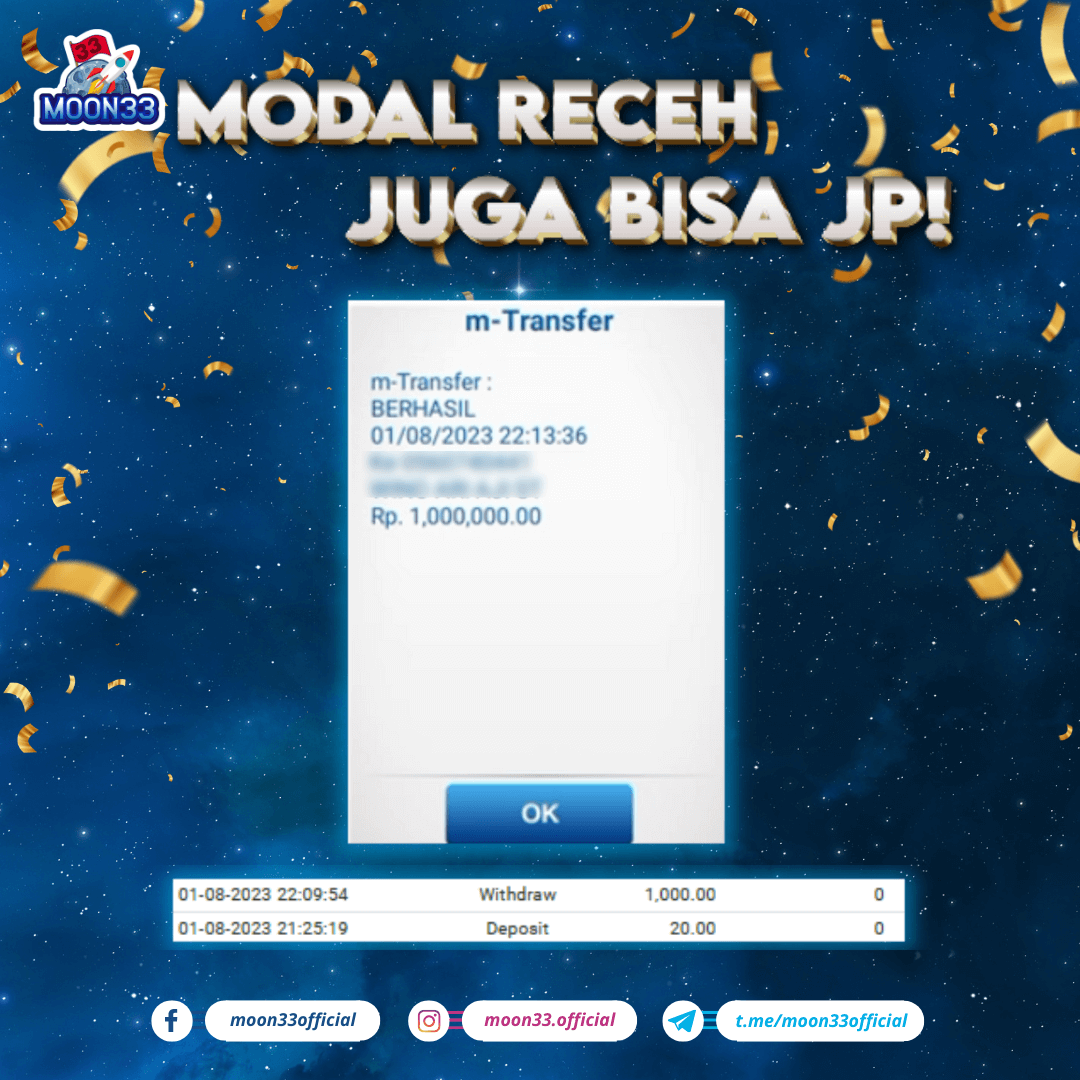 33
MOON33
MODAL RECEH
JUGA BISA JP!
m-Transfer
m-Transfer :
BERHASIL
01/08/2023 22:13:36
Rp. 1,000,000.00
OK
01-08-2023 22:09:54 Withdraw 1,000.00 0
01-08-2023 21:25:19 Deposit 20.00 0
moon33official moon33.official t.me/moon33official